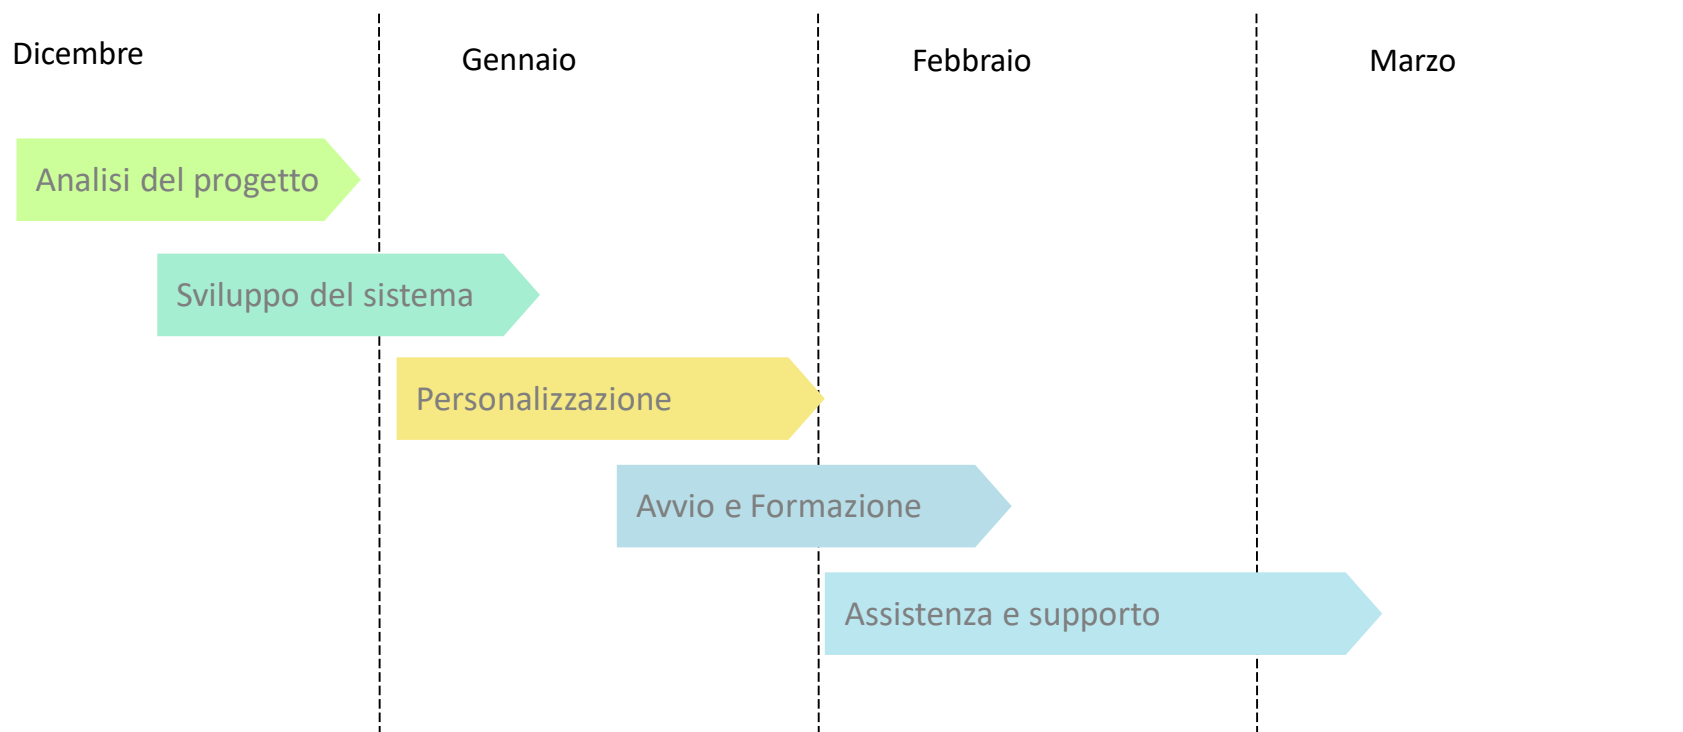 Dicembre
Gennaio
Febbraio
Marzo
Analisi del progetto
Sviluppo del sistema
Personalizzazione
Avvio e Formazione
Assistenza e supporto